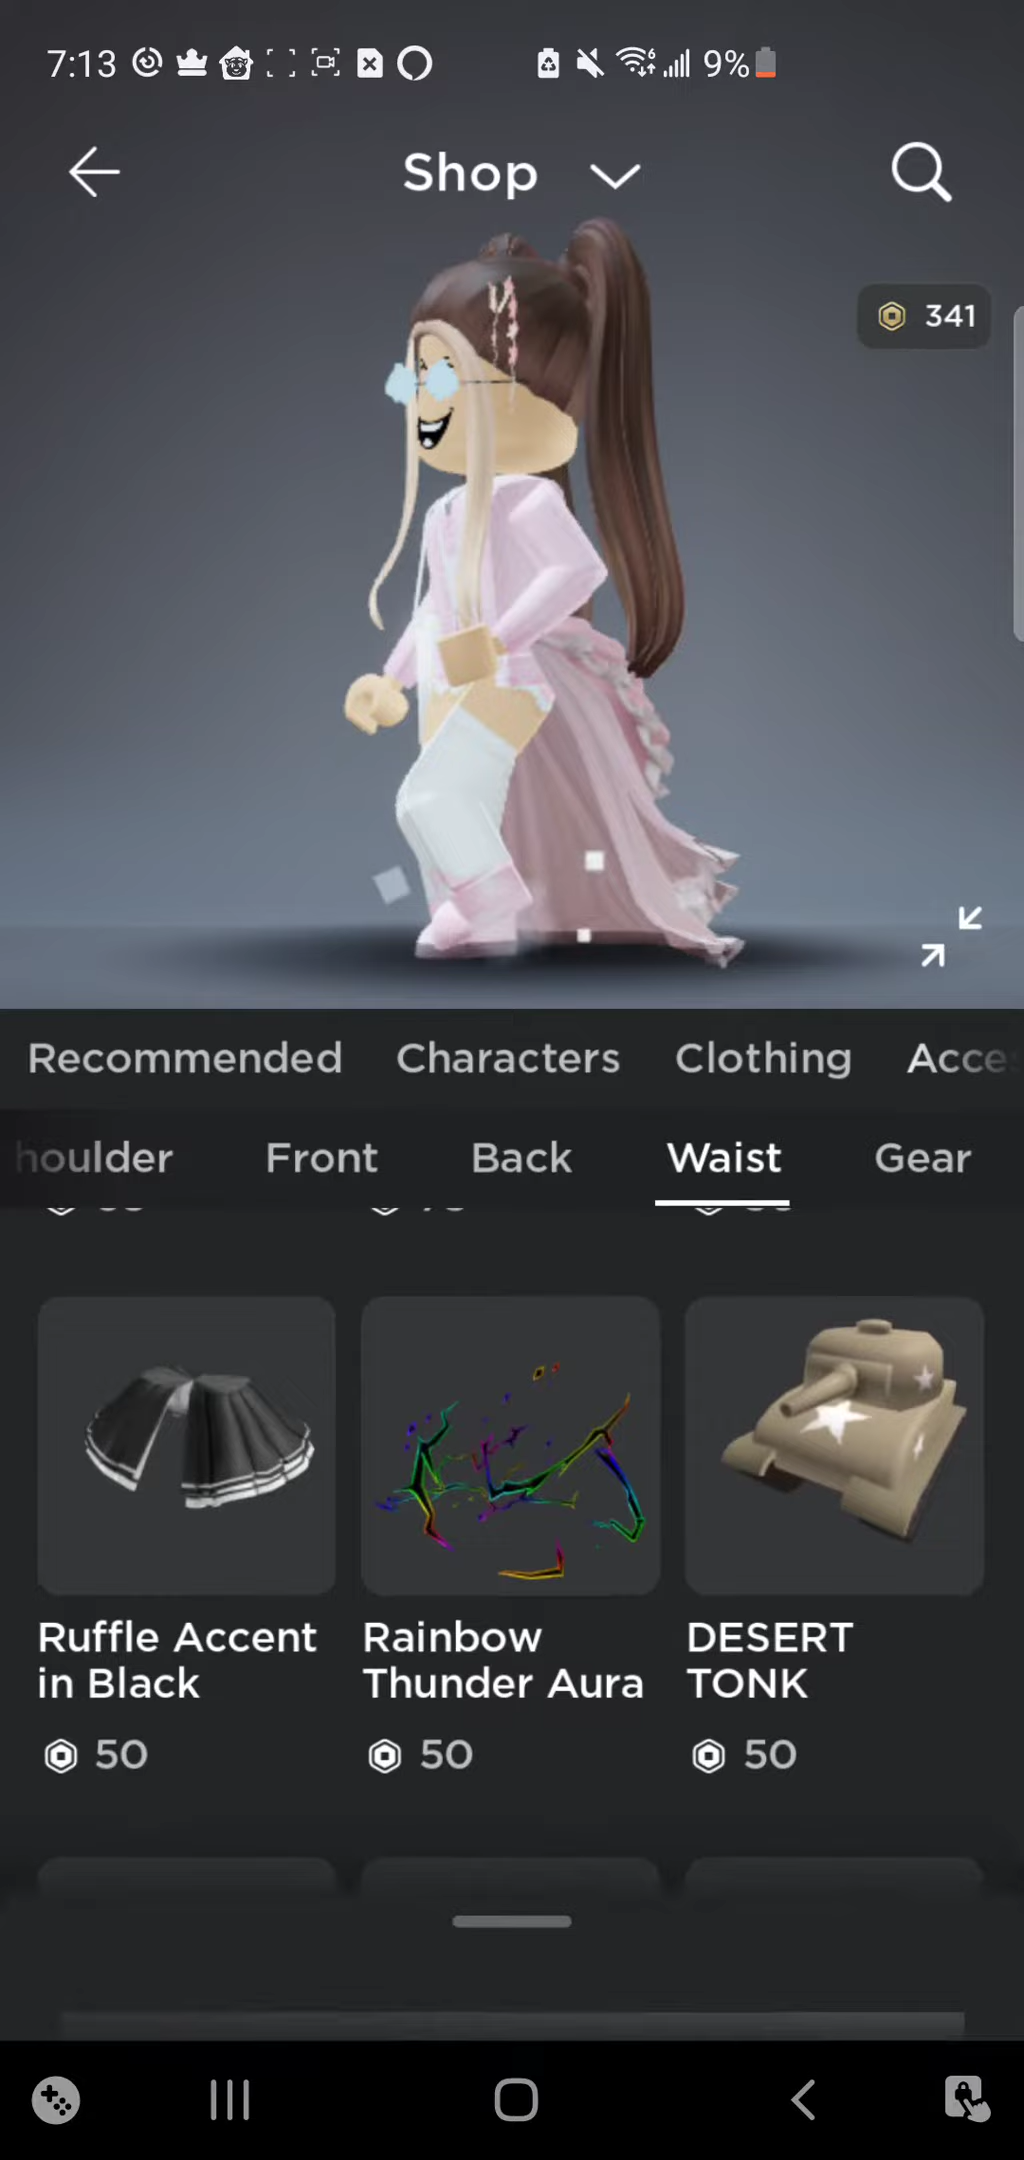 7:13 9%
Shop
341
Recommended Characters Clothing Acce
houlder Front Back Waist Gear
Ruffle Accent in Black
Rainbow Thunder Aura
DESERT TONK
50 50 50